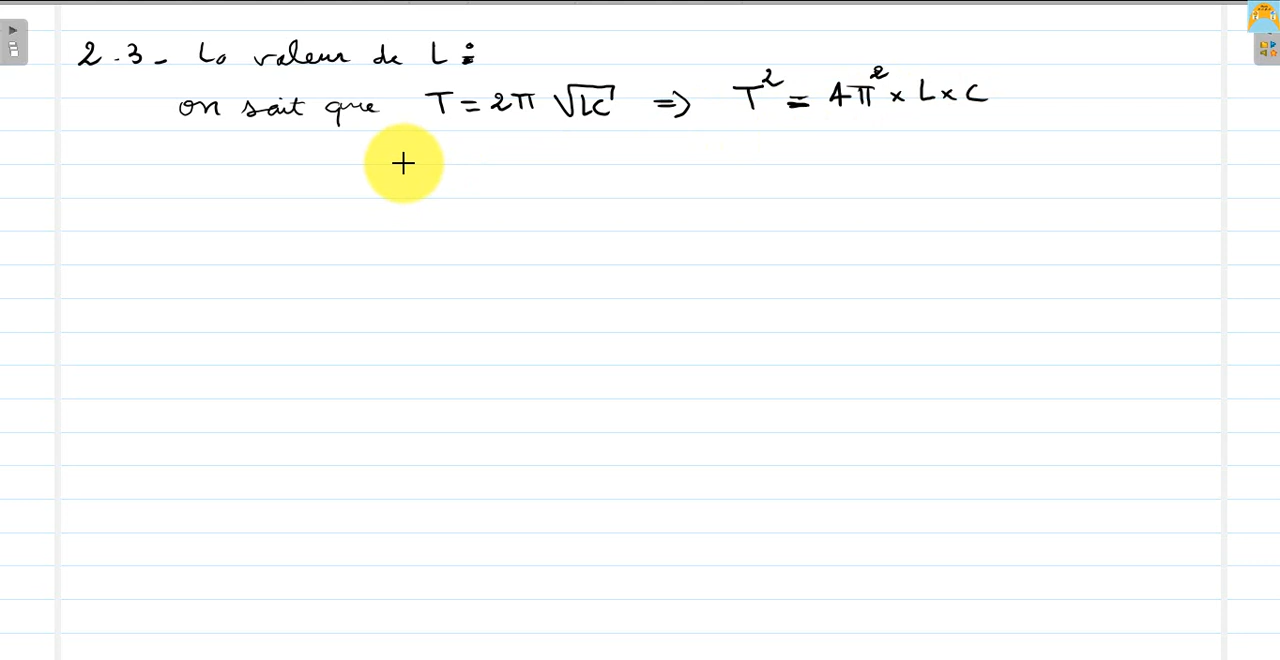 2.3- La valeur de L :
on sait que T = 2π √LC ⇒ T² = 4π² × L × C